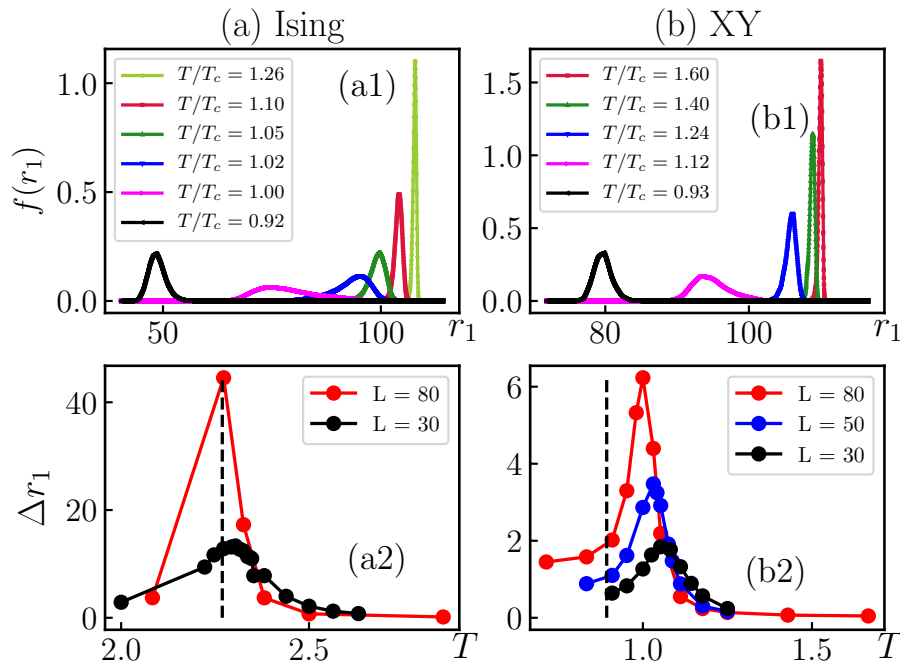 (a) Ising
(b) XY
1.0
0.5
0.0
f(r₁)
T/T_c = 1.26
T/T_c = 1.10
T/T_c = 1.05
T/T_c = 1.02
T/T_c = 1.00
T/T_c = 0.92
(a1)
50
100
r₁
1.5
1.0
0.5
0.0
T/T_c = 1.60
T/T_c = 1.40
T/T_c = 1.24
T/T_c = 1.12
T/T_c = 0.93
(b1)
80
100
r₁
40
20
0
Δr₁
L = 80
L = 30
(a2)
2.0
2.5
T
6
4
2
0
L = 80
L = 50
L = 30
(b2)
1.0
1.5
T